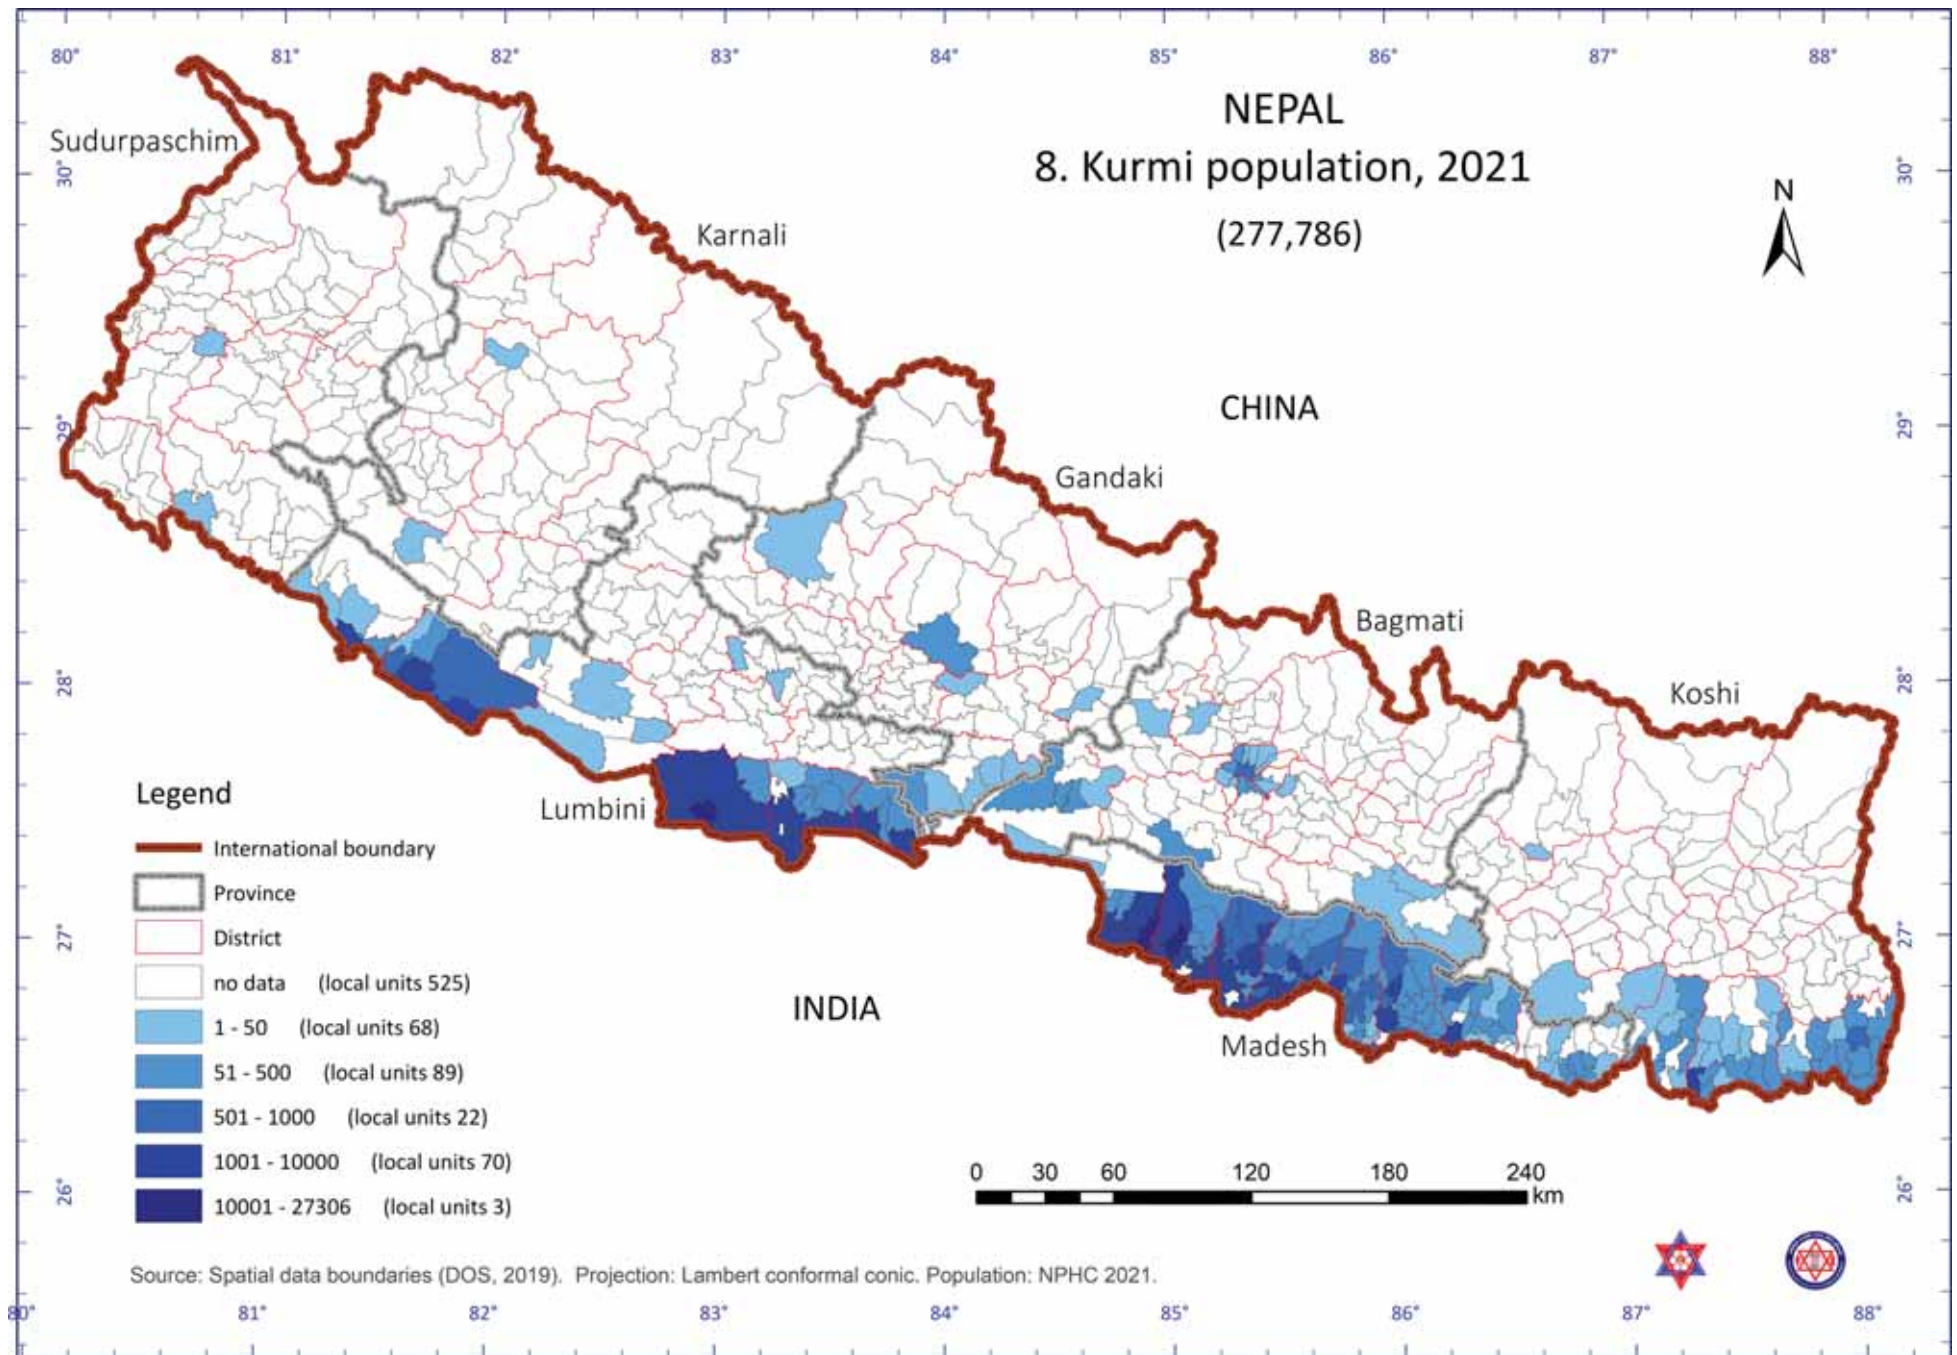 80° 81° 82° 83° 84° 85° 86° 87° 88°
NEPAL
8. Kurmi population, 2021
(277,786)
N
Sudurpaschim
Karnali
Gandaki
Bagmati
Koshi
Lumbini
Madesh
CHINA
INDIA
30°
29°
28°
27°
26°
30°
29°
28°
27°
26°
Legend
International boundary
Province
District
no data (local units 525)
1 - 50 (local units 68)
51 - 500 (local units 89)
501 - 1000 (local units 22)
1001 - 10000 (local units 70)
10001 - 27306 (local units 3)
0 30 60 120 180 240
km
Source: Spatial data boundaries (DOS, 2019). Projection: Lambert conformal conic. Population: NPHC 2021.
80° 81° 82° 83° 84° 85° 86° 87° 88°